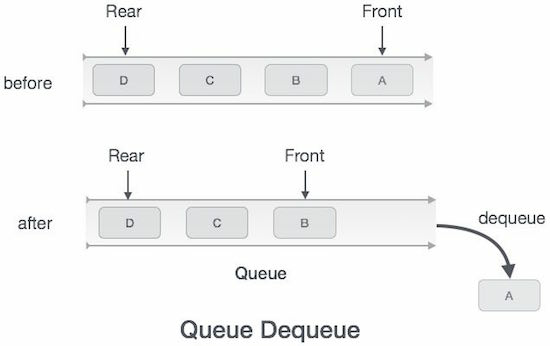 Rear Front
before D C B A
Rear Front
after D C B dequeue
Queue
A
Queue Dequeue